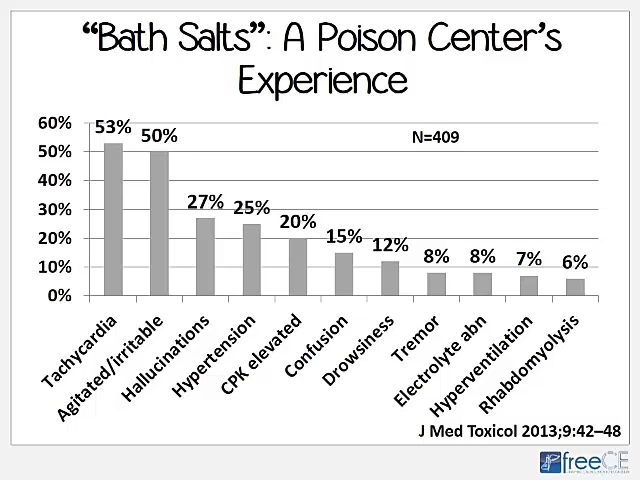 “Bath Salts”: A Poison Center’s
Experience
N=409
60%
50%
40%
30%
20%
10%
0%
53%
50%
27%
25%
20%
15%
12%
8%
8%
7%
6%
Tachycardia
Agitated/irritable
Hallucinations
Hypertension
CPK elevated
Confusion
Drowsiness
Tremor
Electrolyte abn
Hyperventilation
Rhabdomyolysis
J Med Toxicol 2013;9:42–48
freeCE